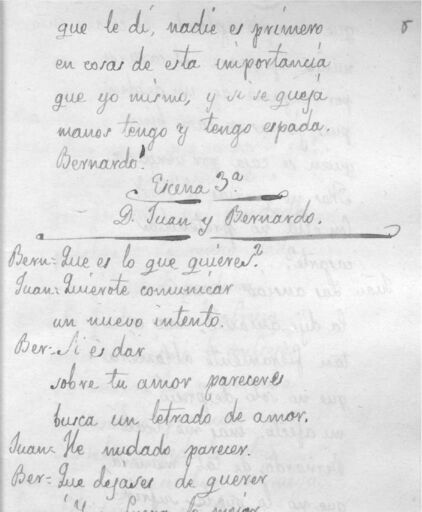 que le dí, nadie es primero
en cosas de esta importancia
que yo mismo, y si se queja
manos tengo y tengo espada.
Bernardo!
Escena 3ª
D. Juan y Bernardo.
Bern= Que es lo que quieres?
Juan= Quierote comunicar
un nuevo intento.
Ber- Si es dar
sobre tu amor pareceres
busca un letrado de amor.
Juan= He mudado parecer.
Ber= Que dejases de querer
lo mejor